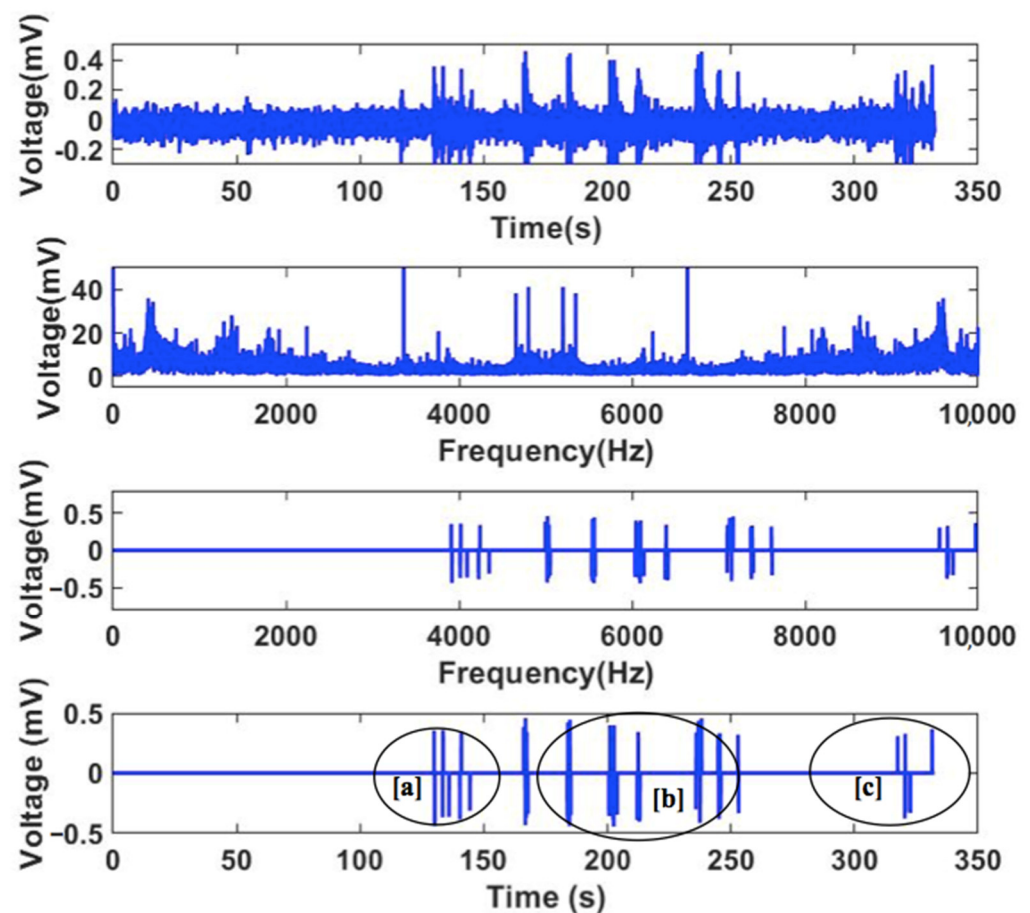 Voltage(mV)
0.4
0.2
0
-0.2
0 50 100 150 200 250 300 350
Time(s)
Voltage(mV)
40
20
0
0 2000 4000 6000 8000 10,000
Frequency(Hz)
Voltage(mV)
0.5
0
−0.5
0 2000 4000 6000 8000 10,000
Frequency(Hz)
Voltage (mV)
0.5
0
−0.5
[a] [b] [c]
0 50 100 150 200 250 300 350
Time (s)